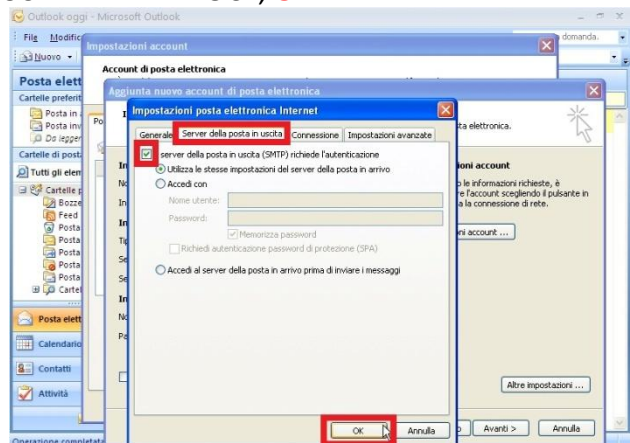 Outlook oggi - Microsoft Outlook
File Modific
domanda.
Nuovo
Impostazioni account
Account di posta elettronica
Posta elett
Aggiunta nuovo account di posta elettronica
Cartelle preferit
Impostazioni posta elettronica Internet
Posta in
Posta inv
Da legger
ta elettronica.
Generale Server della posta in uscita Connessione Impostazioni avanzate
Cartelle di post
server della posta in uscita (SMTP) richiede l'autenticazione
Utilizza le stesse impostazioni del server della posta in arrivo
ioni account
Tutti gli elem
Accedi con
o le informazioni richieste, è
re l'account scegliendo il pulsante in
a la connessione di rete.
Cartelle p
Nome utente:
Bozze
Password:
Feed
Memorizza password
ni account ...
Posta
Richiedi autenticazione password di protezione (SPA)
Posta
Posta
Accedi al server della posta in arrivo prima di inviare i messaggi
Posta
Posta
Cartel
Posta elett
Calendario
Contatti
Altre impostazioni ...
Attività
OK Annulla
Avanti > Annulla
Operazione completat